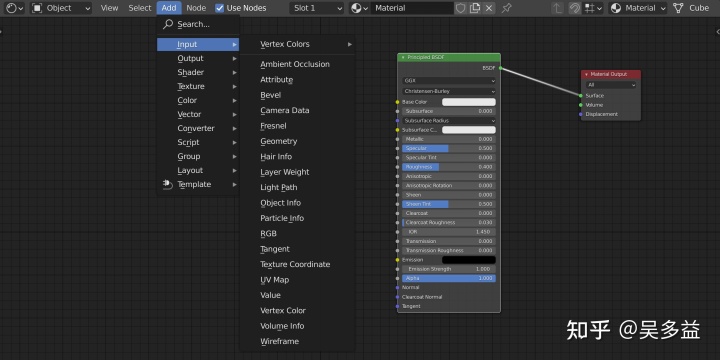 Object View Select Add Node Use Nodes Slot 1 Material Material Cube
Search...
Input
Output
Shader
Texture
Color
Vector
Converter
Script
Group
Layout
Template
Vertex Colors
Ambient Occlusion
Attribute
Bevel
Camera Data
Fresnel
Geometry
Hair Info
Layer Weight
Light Path
Object Info
Particle Info
RGB
Tangent
Texture Coordinate
UV Map
Value
Vertex Color
Volume Info
Wireframe
Principled BSDF
BSDF
GGX
Christensen-Burley
Base Color
Subsurface 0.000
Subsurface Radius
Subsurface C...
Metallic 0.000
Specular 0.500
Specular Tint 0.000
Roughness 0.400
Anisotropic 0.000
Anisotropic Rotation 0.000
Sheen 0.000
Sheen Tint 0.500
Clearcoat 0.000
Clearcoat Roughness 0.030
IOR 1.450
Transmission 0.000
Transmission Roughness 0.000
Emission
Emission Strength 1.000
Alpha 1.000
Normal
Clearcoat Normal
Tangent
Material Output
All
Surface
Volume
Displacement
知乎 @吴多益